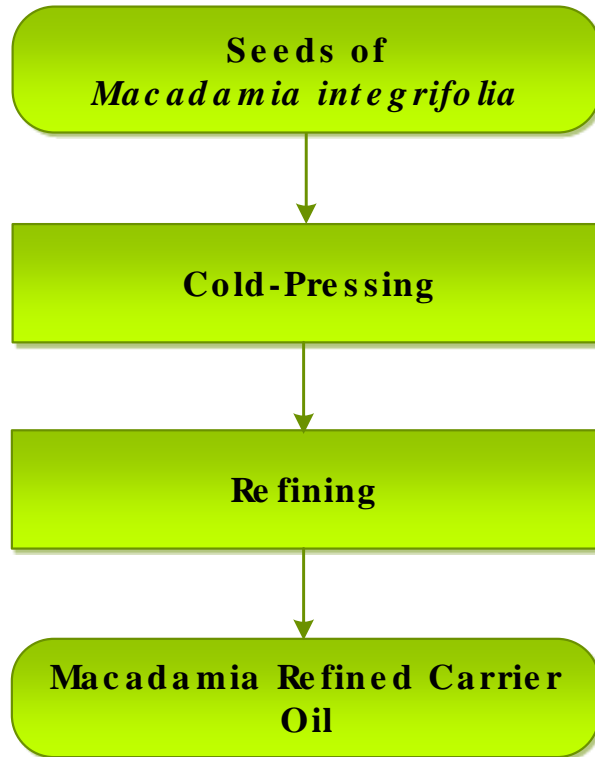 Seeds of
Macadamia integrifolia
Cold-Pressing
Refining
Macadamia Refined Carrier
Oil